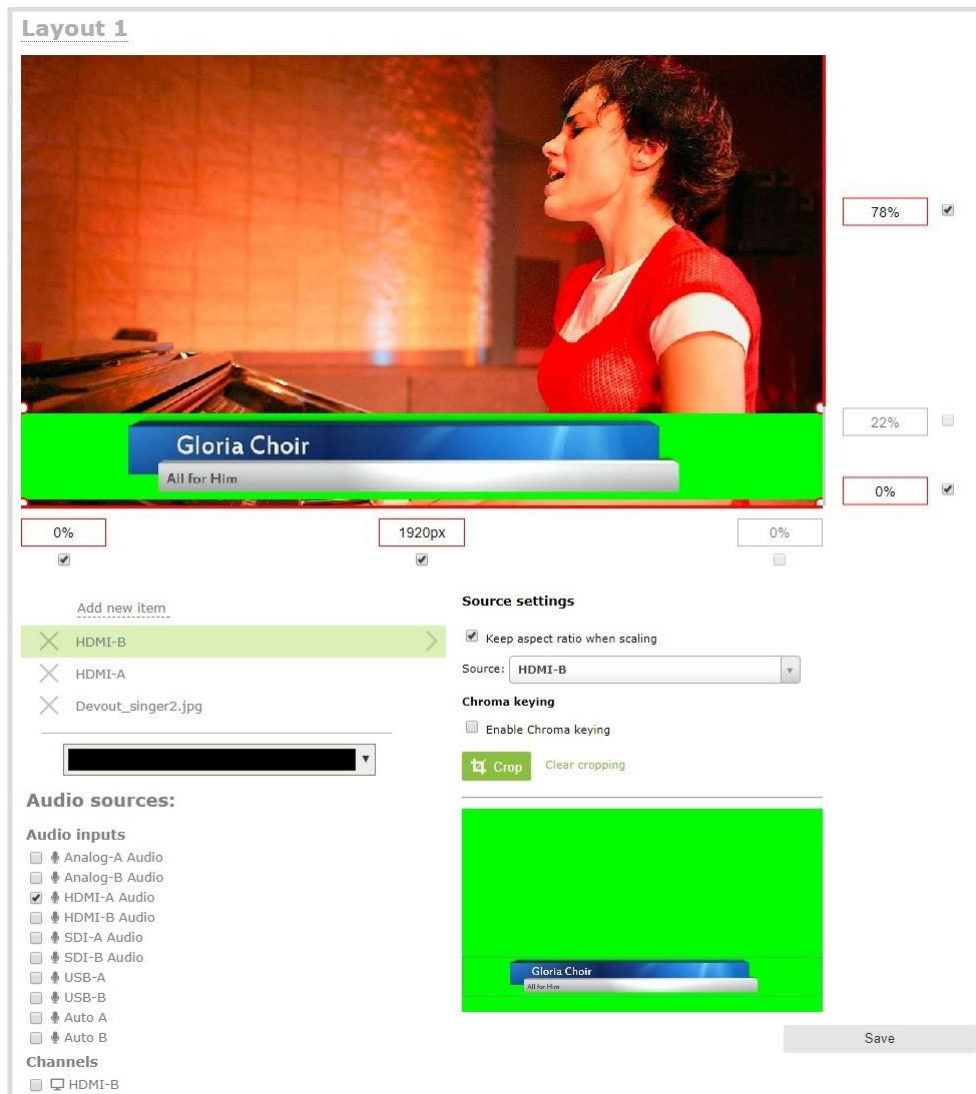 Layout 1
78%
Gloria Choir
All for Him
22%
0%
0%
1920px
0%
Add new item
HDMI-B
HDMI-A
Devout_singer2.jpg
Audio sources:
Audio inputs
Analog-A Audio
Analog-B Audio
HDMI-A Audio
HDMI-B Audio
SDI-A Audio
SDI-B Audio
USB-A
USB-B
Auto A
Auto B
Channels
HDMI-B
Source settings
Keep aspect ratio when scaling
Source: HDMI-B
Chroma keying
Enable Chroma keying
Crop Clear cropping
Gloria Choir
All for Him
Save